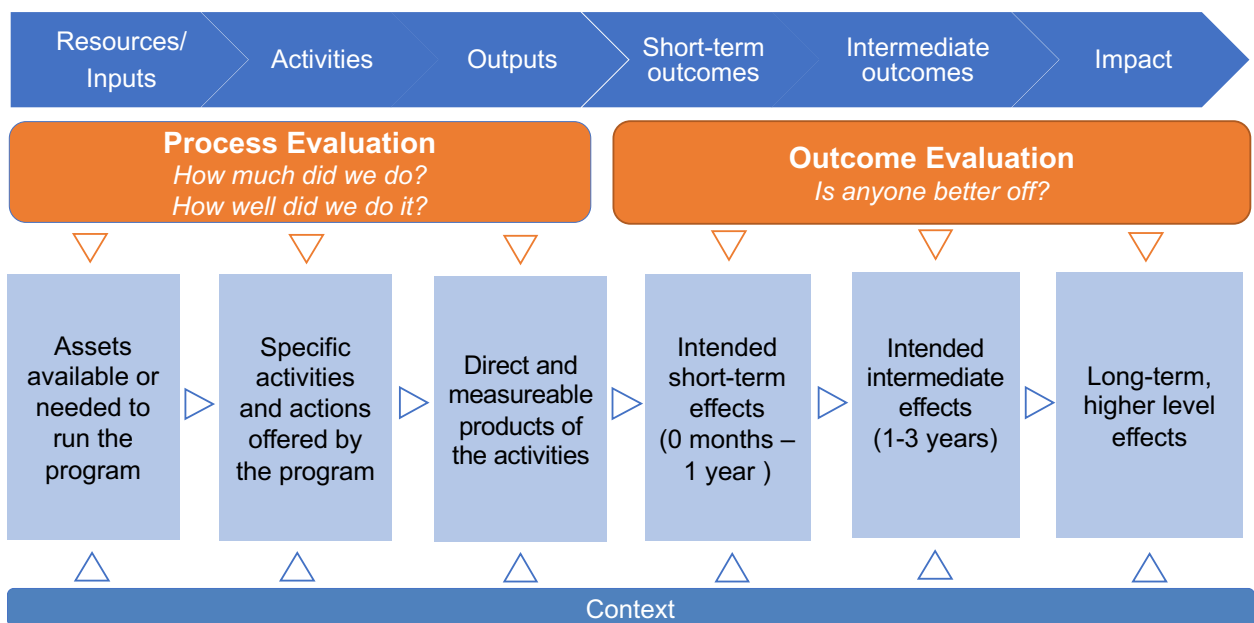 Resources/
Inputs
Activities
Outputs
Short-term
outcomes
Intermediate
outcomes
Impact
Process Evaluation
How much did we do?
How well did we do it?
Outcome Evaluation
Is anyone better off?
Assets
available or
needed to
run the
program
Specific
activities
and actions
offered by
the program
Direct and
measureable
products of
the activities
Intended
short-term
effects
(0 months –
1 year )
Intended
intermediate
effects
(1-3 years)
Long-term,
higher level
effects
Context